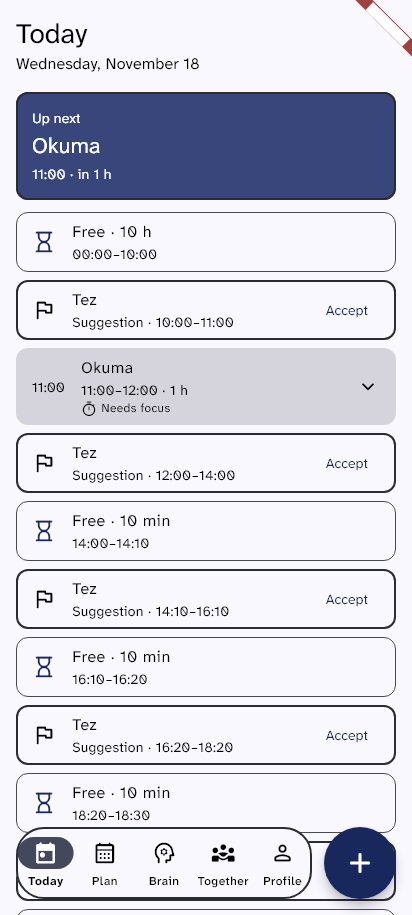 Today
Wednesday, November 18
Up next
Okuma
11:00 · in 1 h
Free · 10 h
00:00–10:00
Tez
Suggestion · 10:00–11:00
Accept
11:00
Okuma
11:00–12:00 · 1 h
Needs focus
Tez
Suggestion · 12:00–14:00
Accept
Free · 10 min
14:00–14:10
Tez
Suggestion · 14:10–16:10
Accept
Free · 10 min
16:10–16:20
Tez
Suggestion · 16:20–18:20
Accept
Free · 10 min
18:20–18:30
Today
Plan
Brain
Together
Profile